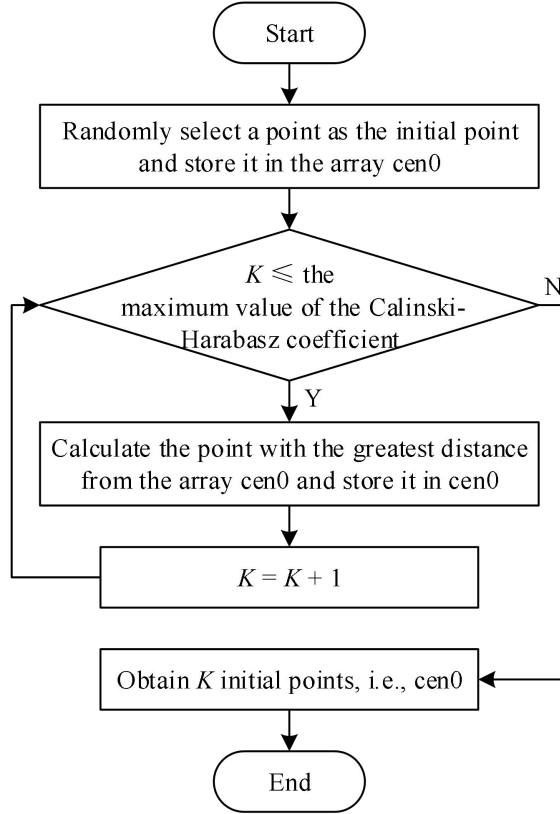 Start
Randomly select a point as the initial point
and store it in the array cen0
K ≤ the
maximum value of the Calinski-
Harabasz coefficient
N
Y
Calculate the point with the greatest distance
from the array cen0 and store it in cen0
K = K + 1
Obtain K initial points, i.e., cen0
End